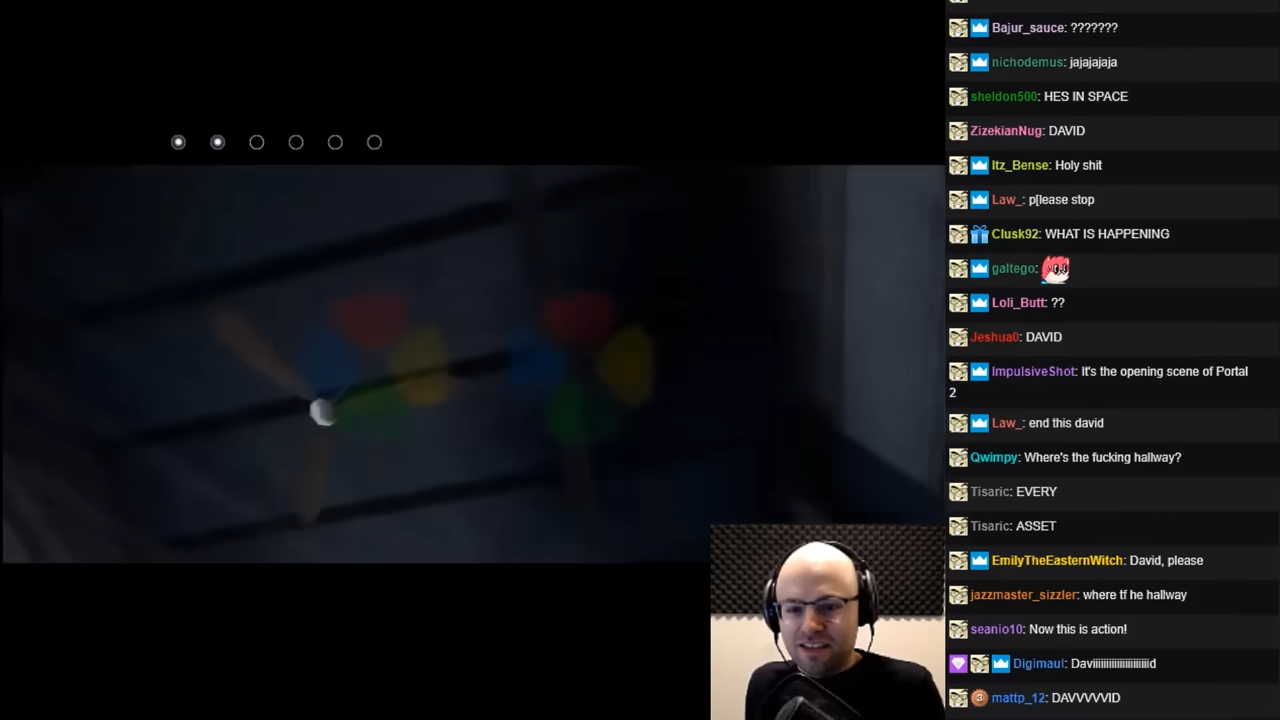 Bajur_sauce: ???????
nichodemus: jajajajaja
sheldon500: HES IN SPACE
ZizekianNug: DAVID
Itz_Bense: Holy shit
Law_: p[lease stop
Clusk92: WHAT IS HAPPENING
galtego:
Loli_Butt: ??
Jeshua0: DAVID
ImpulsiveShot: It's the opening scene of Portal
2
Law_: end this david
Qwimpy: Where's the fucking hallway?
Tisaric: EVERY
Tisaric: ASSET
EmilyTheEasternWitch: David, please
jazzmaster_sizzler: where tf he hallway
seanio10: Now this is action!
Digimaul: Daviiiiiiiiiiiiiiiiiiiiiid
mattp_12: DAVVVVVID